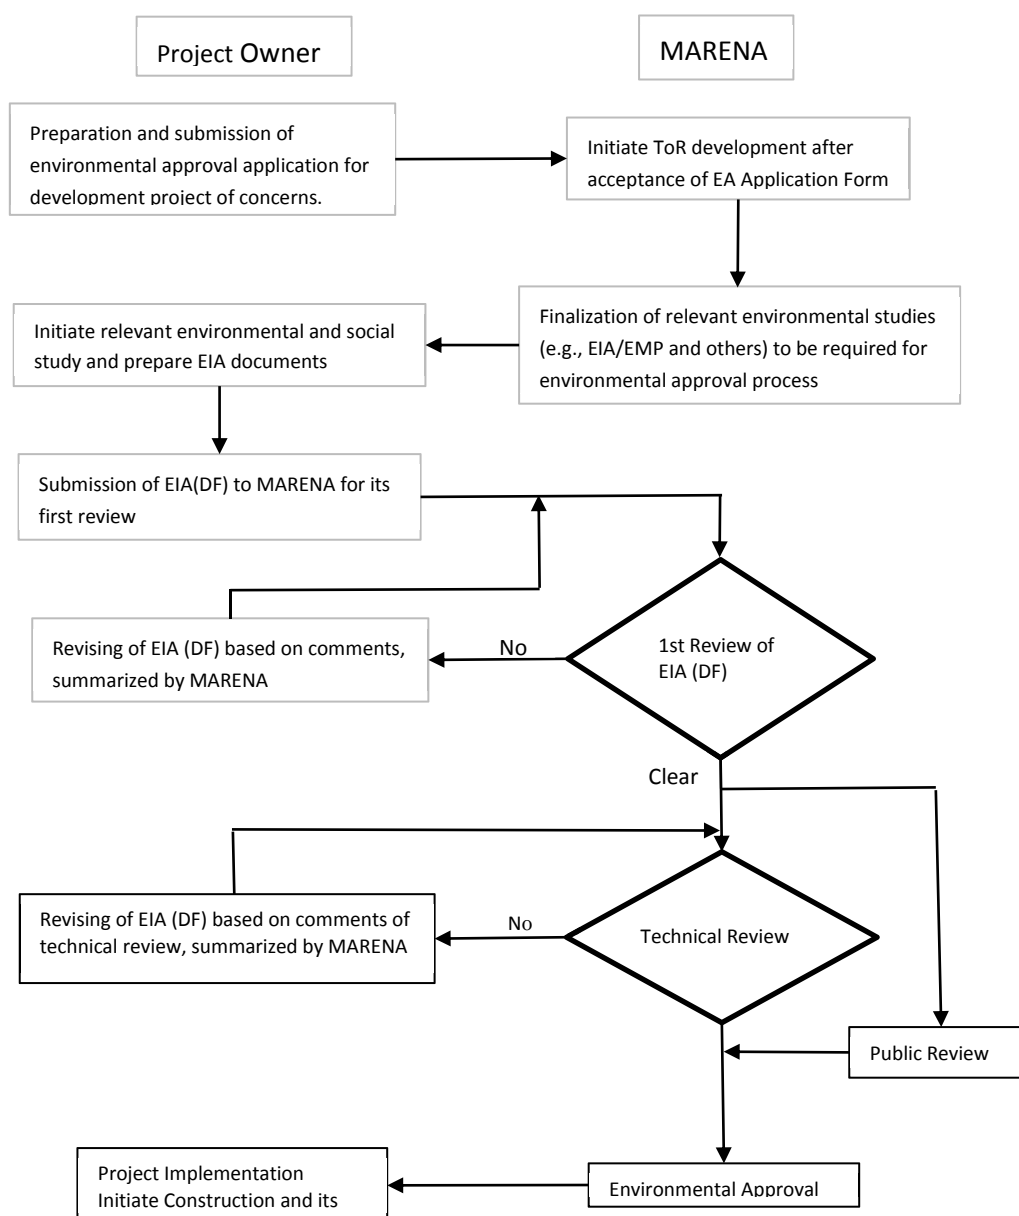 Project Owner
MARENA
Preparation and submission of
environmental approval application for
development project of concerns.
Initiate ToR development after
acceptance of EA Application Form
Finalization of relevant environmental studies
(e.g., EIA/EMP and others) to be required for
environmental approval process
Initiate relevant environmental and social
study and prepare EIA documents
Submission of EIA(DF) to MARENA for its
first review
1st Review of
EIA (DF)
No
Revising of EIA (DF) based on comments,
summarized by MARENA
Clear
Technical Review
No
Revising of EIA (DF) based on comments of
technical review, summarized by MARENA
Public Review
Environmental Approval
Project Implementation
Initiate Construction and its